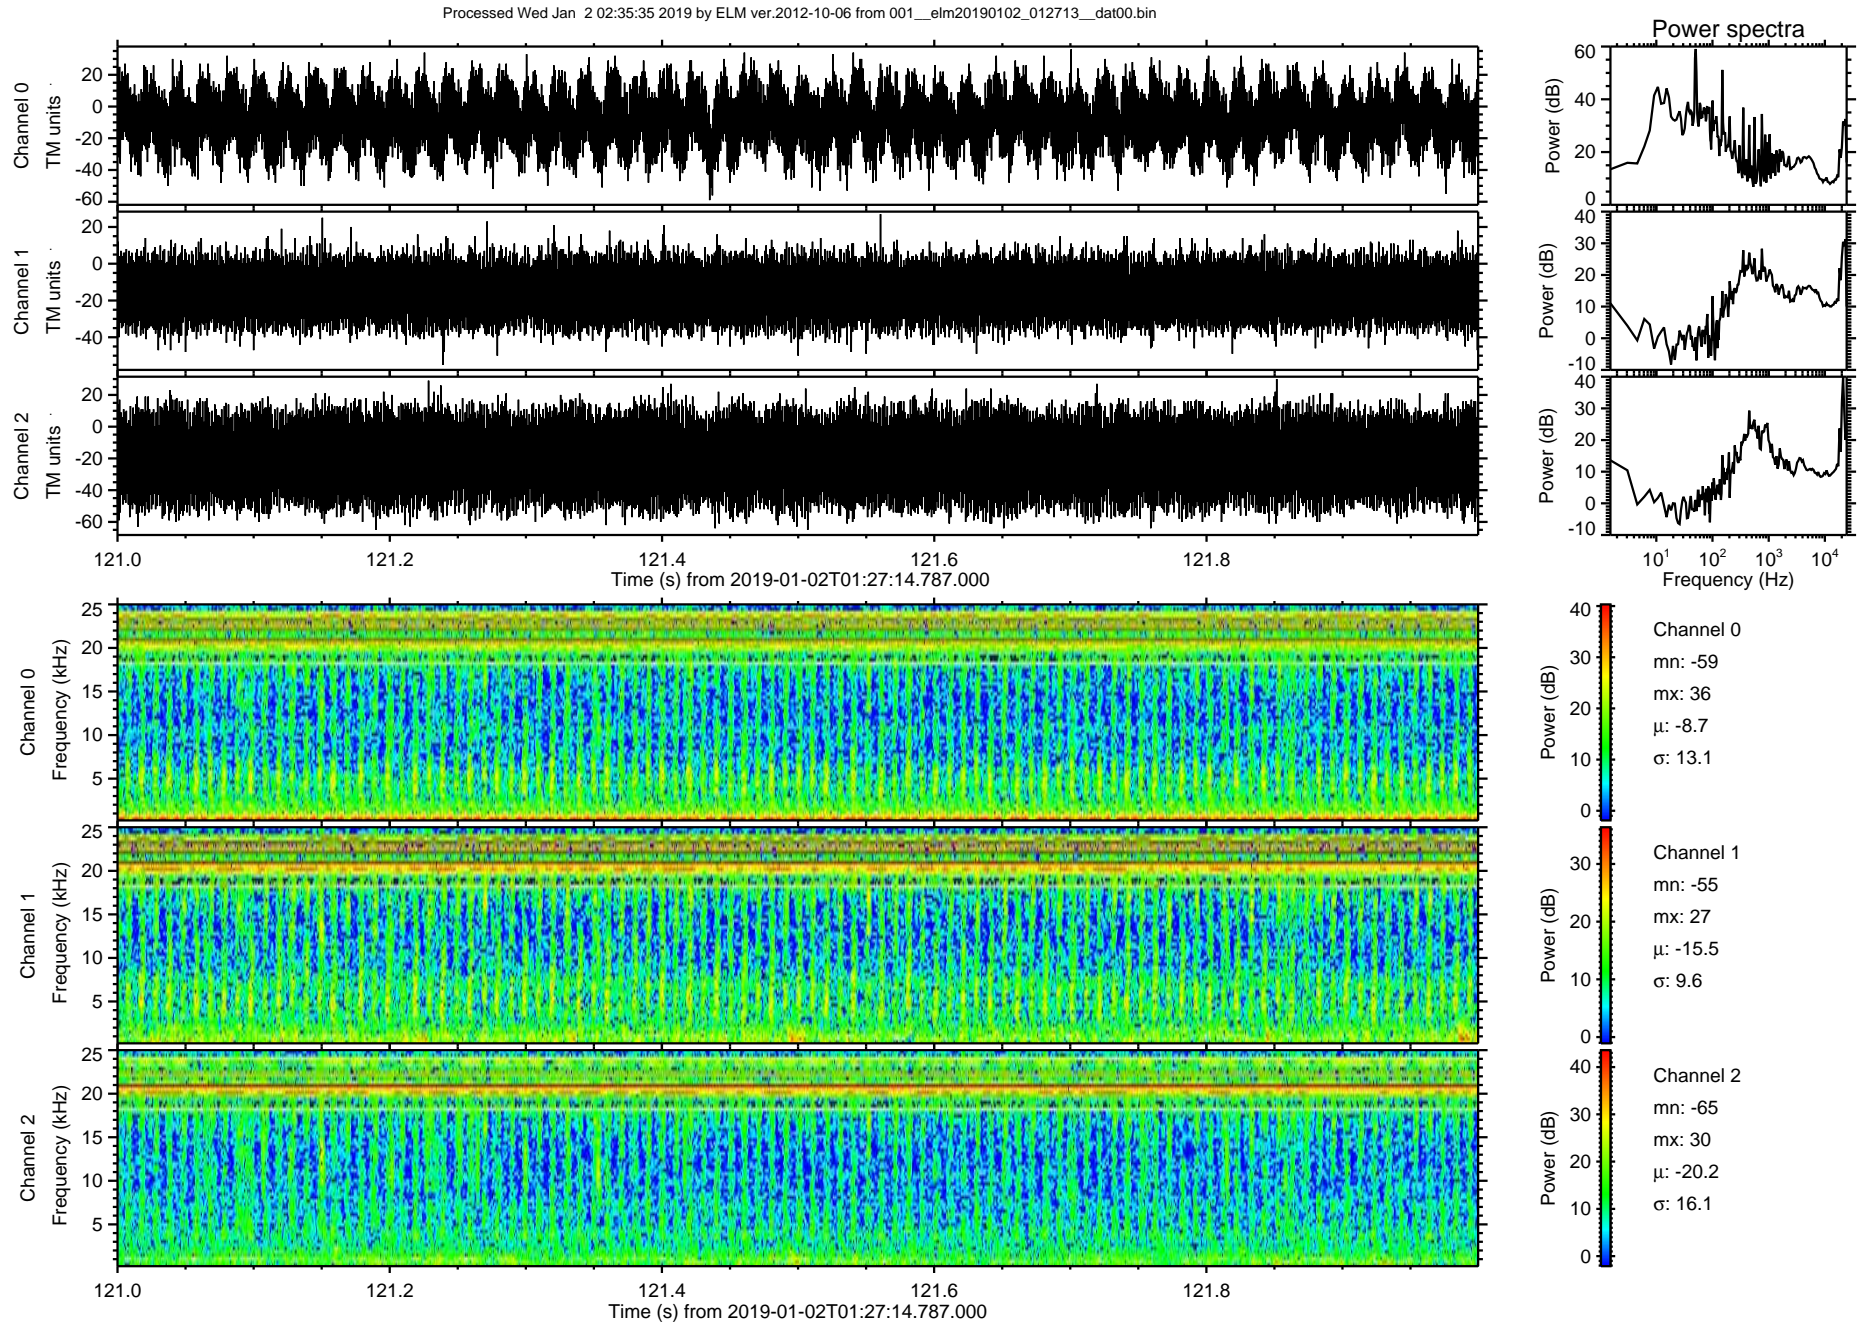 Processed Wed Jan  2 02:35:35 2019 by ELM ver.2012-10-06 from 001__elm20190102_012713__dat00.bin
Power spectra
Channel 0
TM units
20
0
-20
-40
-60
Power (dB)
60
40
20
0
Channel 1
TM units
20
0
-20
-40
Power (dB)
40
30
20
10
0
-10
Channel 2
TM units
20
0
-20
-40
-60
Power (dB)
40
30
20
10
0
-10
121.0 121.2 121.4 121.6 121.8
Time (s) from 2019-01-02T01:27:14.787.000
10^1 10^2 10^3 10^4
Frequency (Hz)
Channel 0
Frequency (kHz)
25
20
15
10
5
Power (dB)
40
30
20
10
0
Channel 0
mn: -59
mx: 36
μ: -8.7
σ: 13.1
Channel 1
Frequency (kHz)
25
20
15
10
5
Power (dB)
30
20
10
0
Channel 1
mn: -55
mx: 27
μ: -15.5
σ: 9.6
Channel 2
Frequency (kHz)
25
20
15
10
5
Power (dB)
40
30
20
10
0
Channel 2
mn: -65
mx: 30
μ: -20.2
σ: 16.1
121.0 121.2 121.4 121.6 121.8
Time (s) from 2019-01-02T01:27:14.787.000